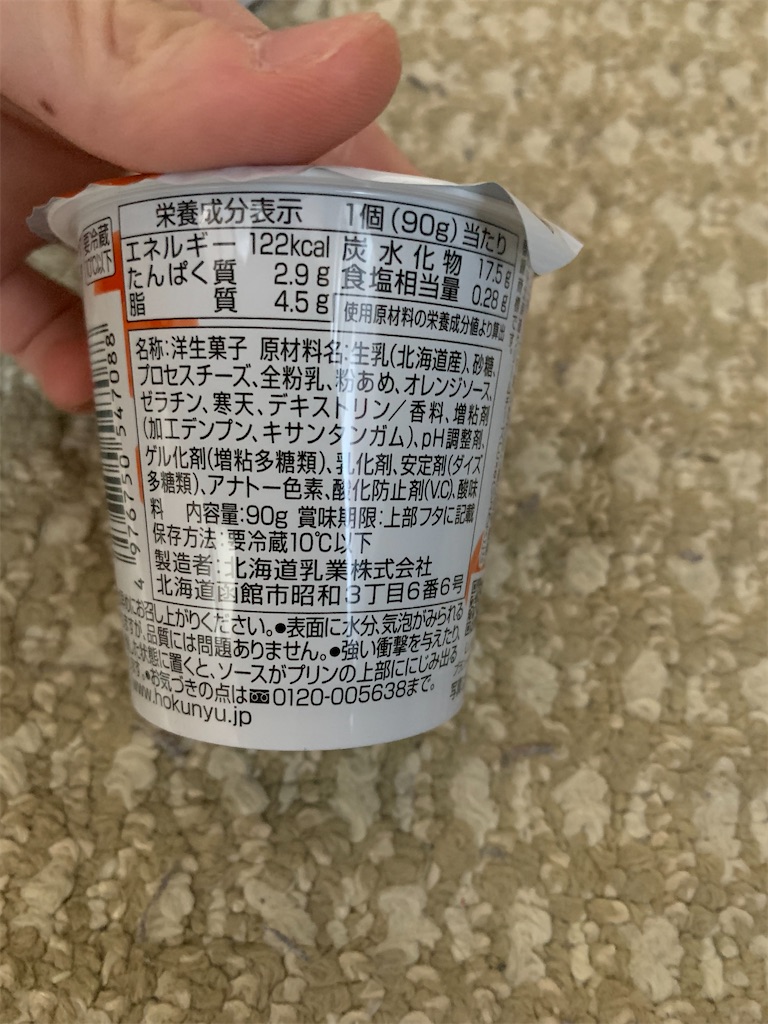 要冷蔵
10℃以下
栄養成分表示 1個(90g)当たり
エネルギー 122kcal 炭水化物 17.5g
たんぱく質 2.9g 食塩相当量 0.28g
脂質 4.5g 使用原材料の栄養成分値より算出
名称:洋生菓子 原材料名:生乳(北海道産)、砂糖、
プロセスチーズ、全粉乳、粉あめ、オレンジソース、
ゼラチン、寒天、デキストリン/香料、増粘剤
(加工デンプン、キサンタンガム)、pH調整剤、
ゲル化剤(増粘多糖類)、乳化剤、安定剤(ダイズ
多糖類)、アナトー色素、酸化防止剤(V.C)、酸味
料 内容量:90g 賞味期限:上部フタに記載
保存方法:要冷蔵10℃以下
製造者:北海道乳業株式会社
北海道函館市昭和3丁目6番6号
4 976750 547088
にお召し上がりください。●表面に水分、気泡がみられる
ますが、品質には問題ありません。●強い衝撃を与えたり、
した状態に置くと、ソースがプリンの上部ににじみ出る
ます。●お気づきの点は 0120-005638まで。
www.hokunyu.jp